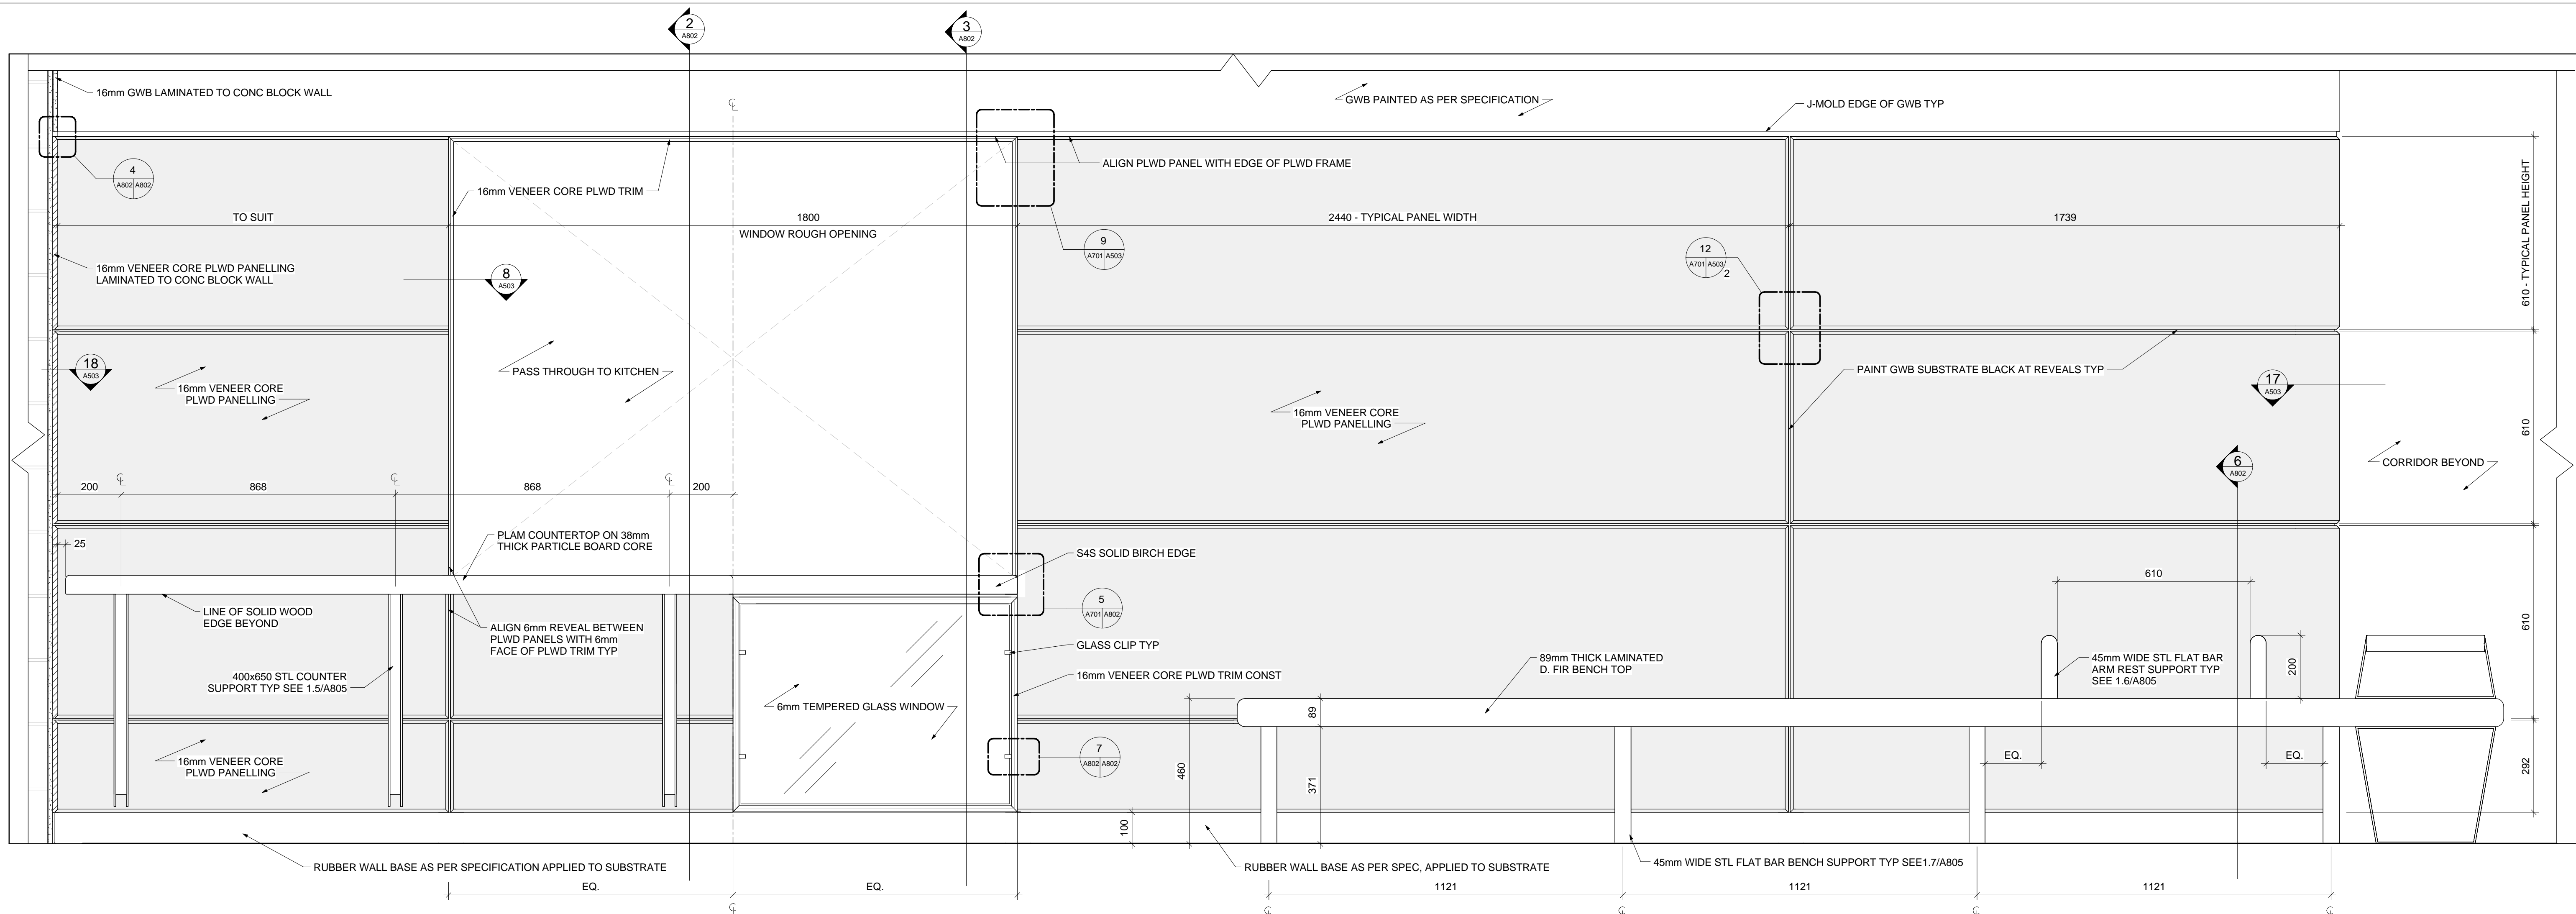 2
A802
3
A802
16mm GWB LAMINATED TO CONC BLOCK WALL
GWB PAINTED AS PER SPECIFICATION
J-MOLD EDGE OF GWB TYP
ALIGN PLWD PANEL WITH EDGE OF PLWD FRAME
4
A802 A802
16mm VENEER CORE PLWD TRIM
TO SUIT
1800
WINDOW ROUGH OPENING
2440 - TYPICAL PANEL WIDTH
1739
610 - TYPICAL PANEL HEIGHT
9
A701 A503
12
A701 A503
2
16mm VENEER CORE PLWD PANELLING
LAMINATED TO CONC BLOCK WALL
8
A503
18
A503
16mm VENEER CORE
PLWD PANELLING
PASS THROUGH TO KITCHEN
PAINT GWB SUBSTRATE BLACK AT REVEALS TYP
17
A503
16mm VENEER CORE
PLWD PANELLING
610
6
A802
CORRIDOR BEYOND
200
868
868
200
25
PLAM COUNTERTOP ON 38mm
THICK PARTICLE BOARD CORE
S4S SOLID BIRCH EDGE
610
5
A701 A802
LINE OF SOLID WOOD
EDGE BEYOND
ALIGN 6mm REVEAL BETWEEN
PLWD PANELS WITH 6mm
FACE OF PLWD TRIM TYP
610
GLASS CLIP TYP
400x650 STL COUNTER
SUPPORT TYP SEE 1.5/A805
16mm VENEER CORE PLWD TRIM CONST
89mm THICK LAMINATED
D. FIR BENCH TOP
45mm WIDE STL FLAT BAR
ARM REST SUPPORT TYP
SEE 1.6/A805
200
6mm TEMPERED GLASS WINDOW
89
7
A802 A802
16mm VENEER CORE
PLWD PANELLING
460
371
EQ.
EQ.
292
100
RUBBER WALL BASE AS PER SPECIFICATION APPLIED TO SUBSTRATE
RUBBER WALL BASE AS PER SPEC, APPLIED TO SUBSTRATE
45mm WIDE STL FLAT BAR BENCH SUPPORT TYP SEE1.7/A805
EQ.
EQ.
1121
1121
1121